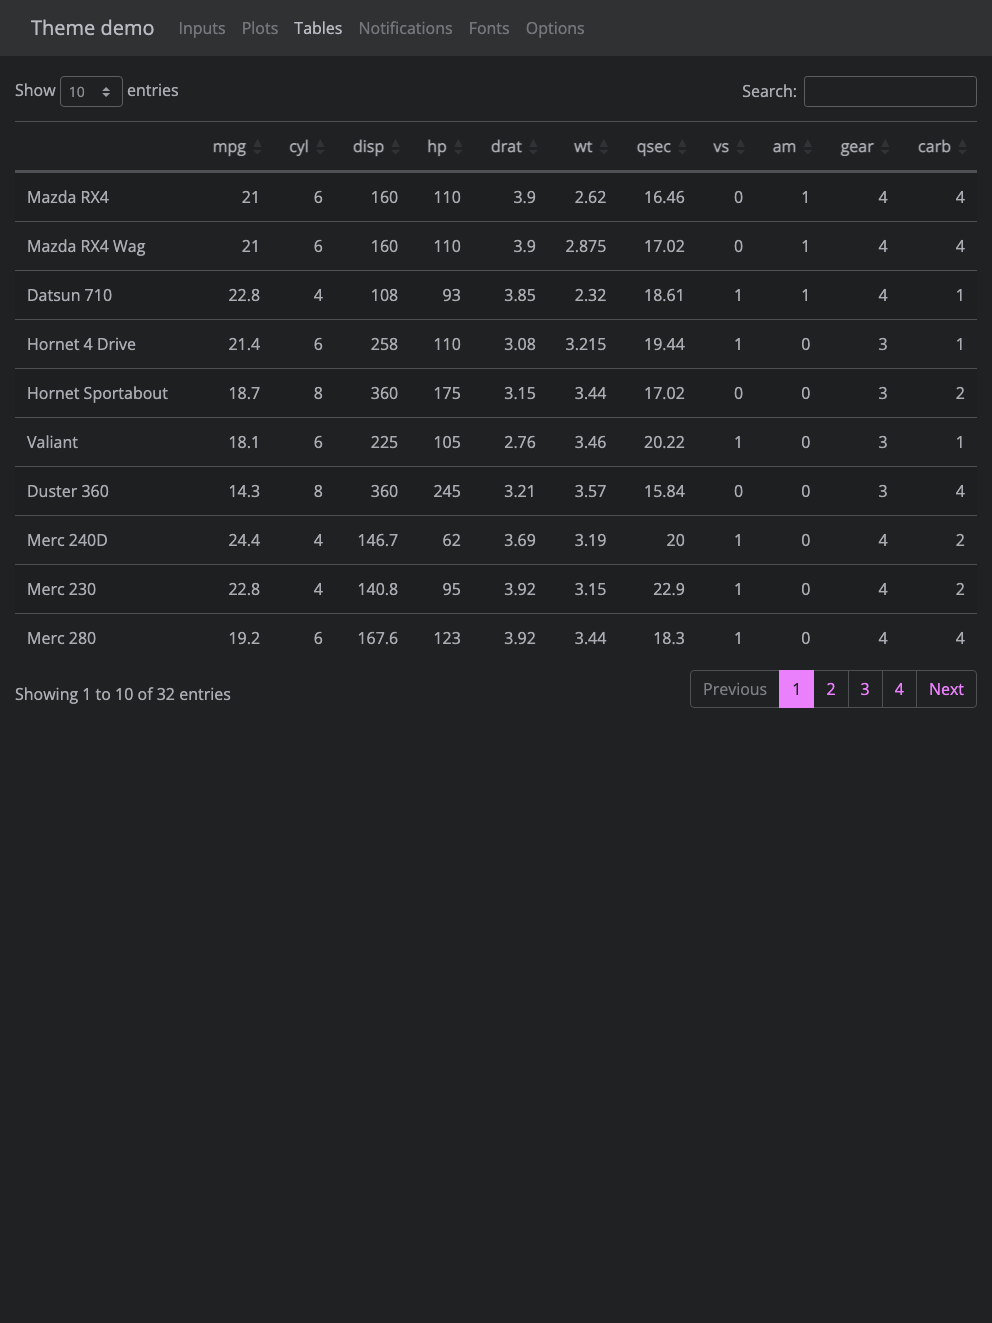 Theme demo Inputs Plots Tables Notifications Fonts Options
Show 10 entries Search:
mpg cyl disp hp drat wt qsec vs am gear carb
Mazda RX4 21 6 160 110 3.9 2.62 16.46 0 1 4 4
Mazda RX4 Wag 21 6 160 110 3.9 2.875 17.02 0 1 4 4
Datsun 710 22.8 4 108 93 3.85 2.32 18.61 1 1 4 1
Hornet 4 Drive 21.4 6 258 110 3.08 3.215 19.44 1 0 3 1
Hornet Sportabout 18.7 8 360 175 3.15 3.44 17.02 0 0 3 2
Valiant 18.1 6 225 105 2.76 3.46 20.22 1 0 3 1
Duster 360 14.3 8 360 245 3.21 3.57 15.84 0 0 3 4
Merc 240D 24.4 4 146.7 62 3.69 3.19 20 1 0 4 2
Merc 230 22.8 4 140.8 95 3.92 3.15 22.9 1 0 4 2
Merc 280 19.2 6 167.6 123 3.92 3.44 18.3 1 0 4 4
Showing 1 to 10 of 32 entries Previous 1 2 3 4 Next